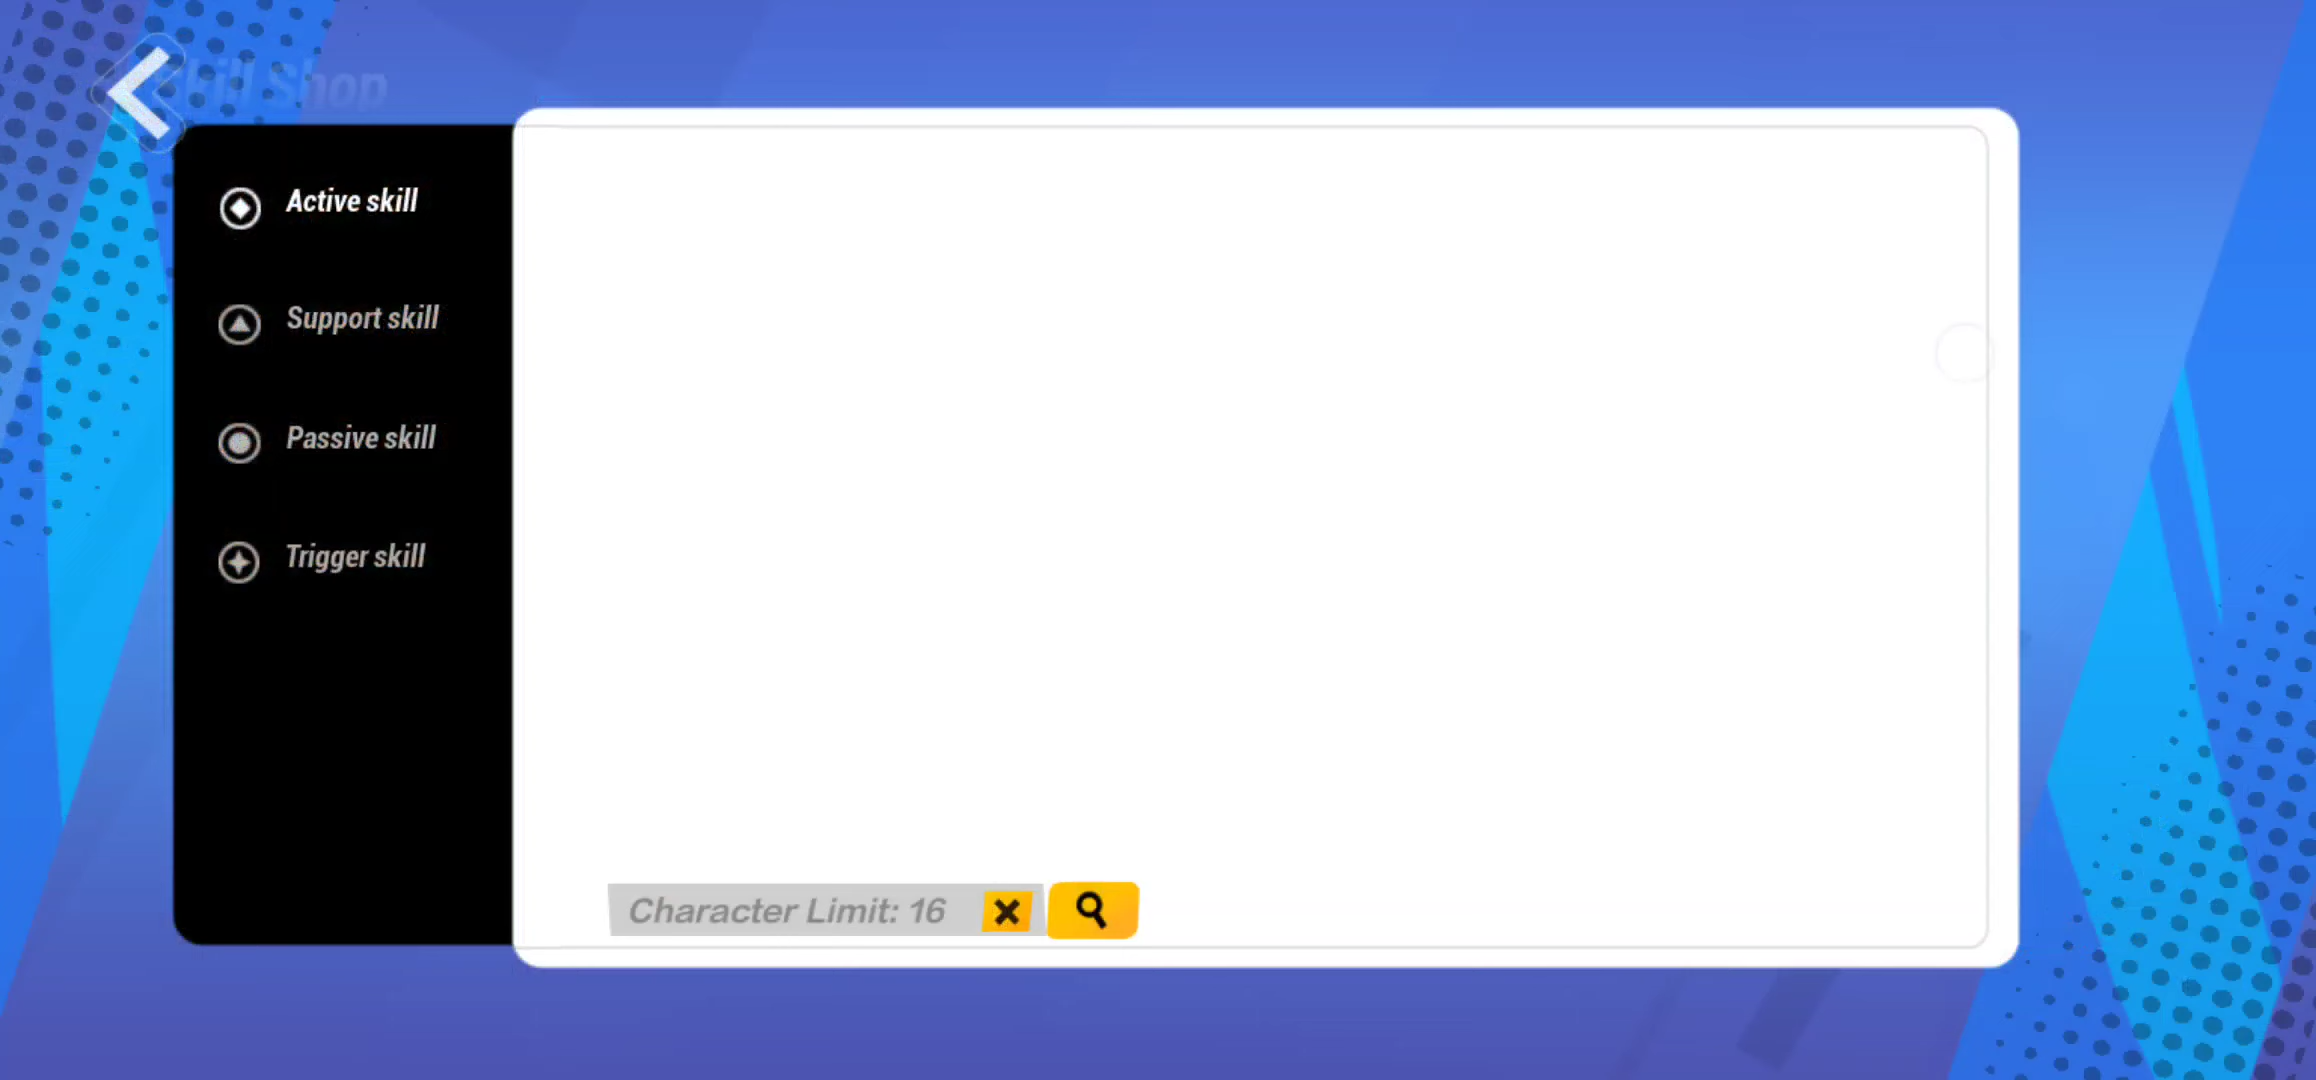 Skill Shop
Active skill
Support skill
Passive skill
Trigger skill
Character Limit: 16